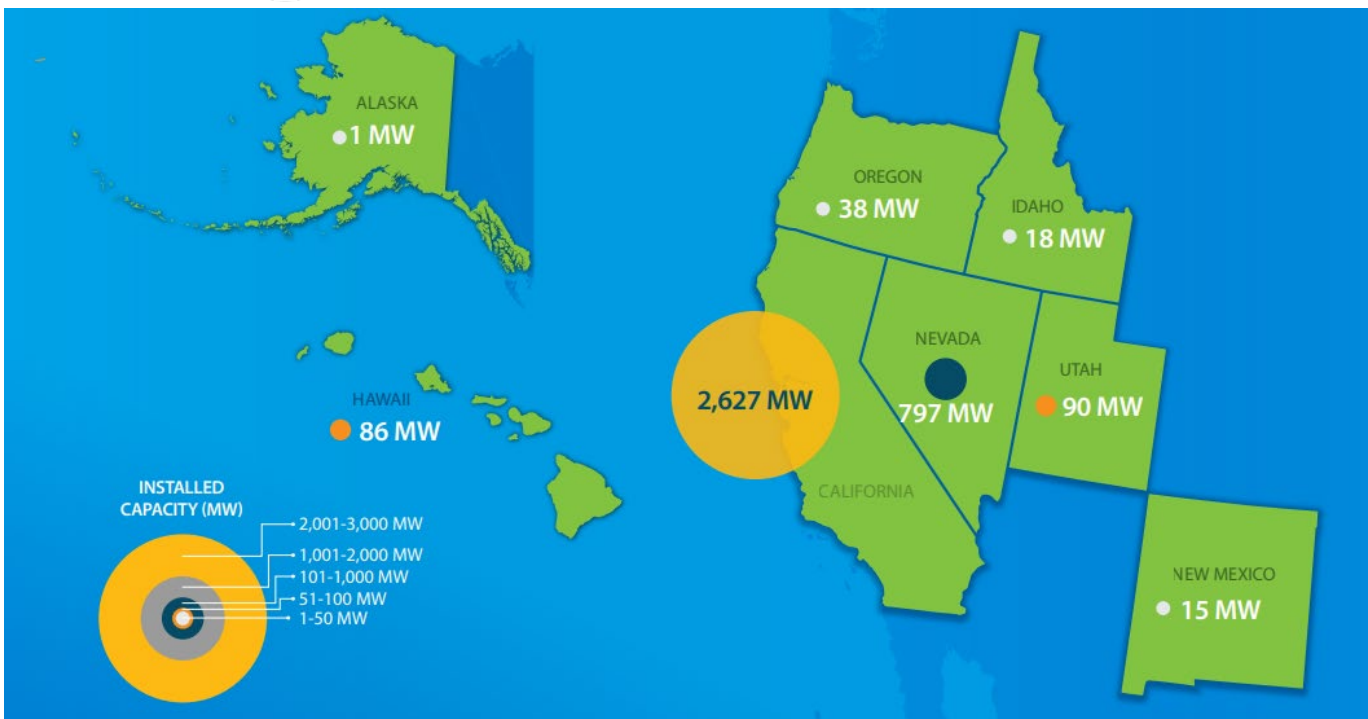 ALASKA
1 MW
OREGON
38 MW
IDAHO
18 MW
NEVADA
797 MW
UTAH
90 MW
2,627 MW
CALIFORNIA
HAWAII
86 MW
NEW MEXICO
15 MW
INSTALLED
CAPACITY (MW)
2,001-3,000 MW
1,001-2,000 MW
101-1,000 MW
51-100 MW
1-50 MW